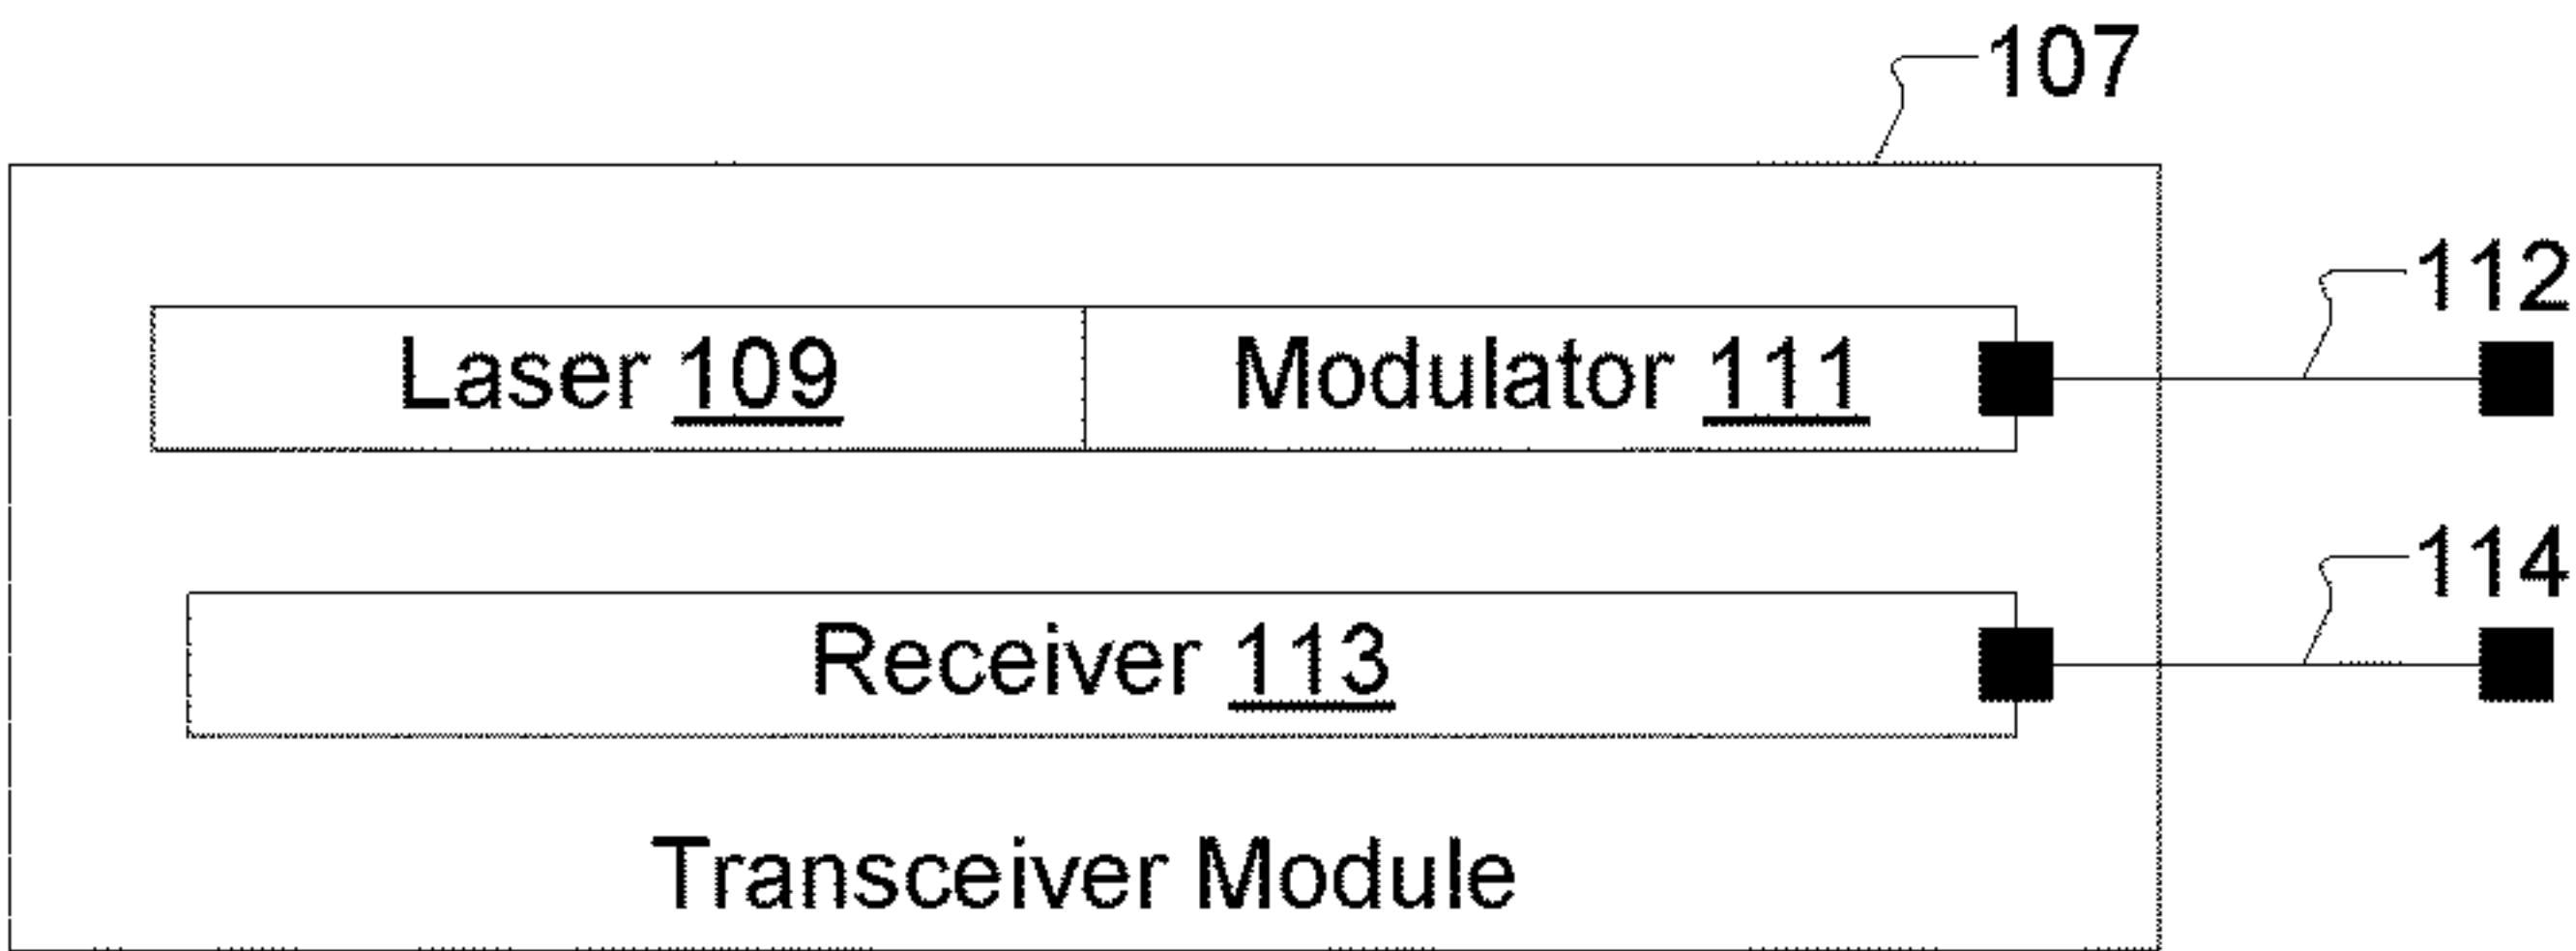 107
112
Laser 109
Modulator 111
114
Receiver 113
Transceiver Module